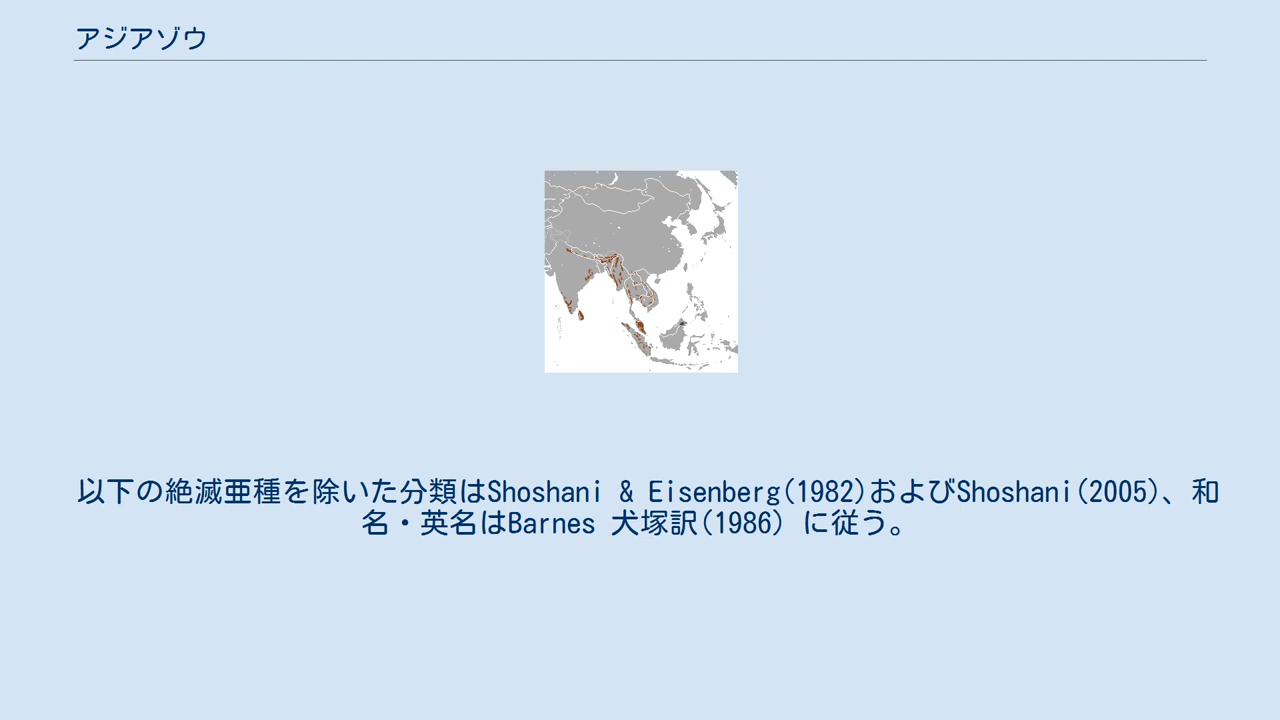 アジアゾウ
以下の絶滅亜種を除いた分類はShoshani & Eisenberg(1982)およびShoshani(2005)、和
名・英名はBarnes 犬塚訳(1986) に従う。